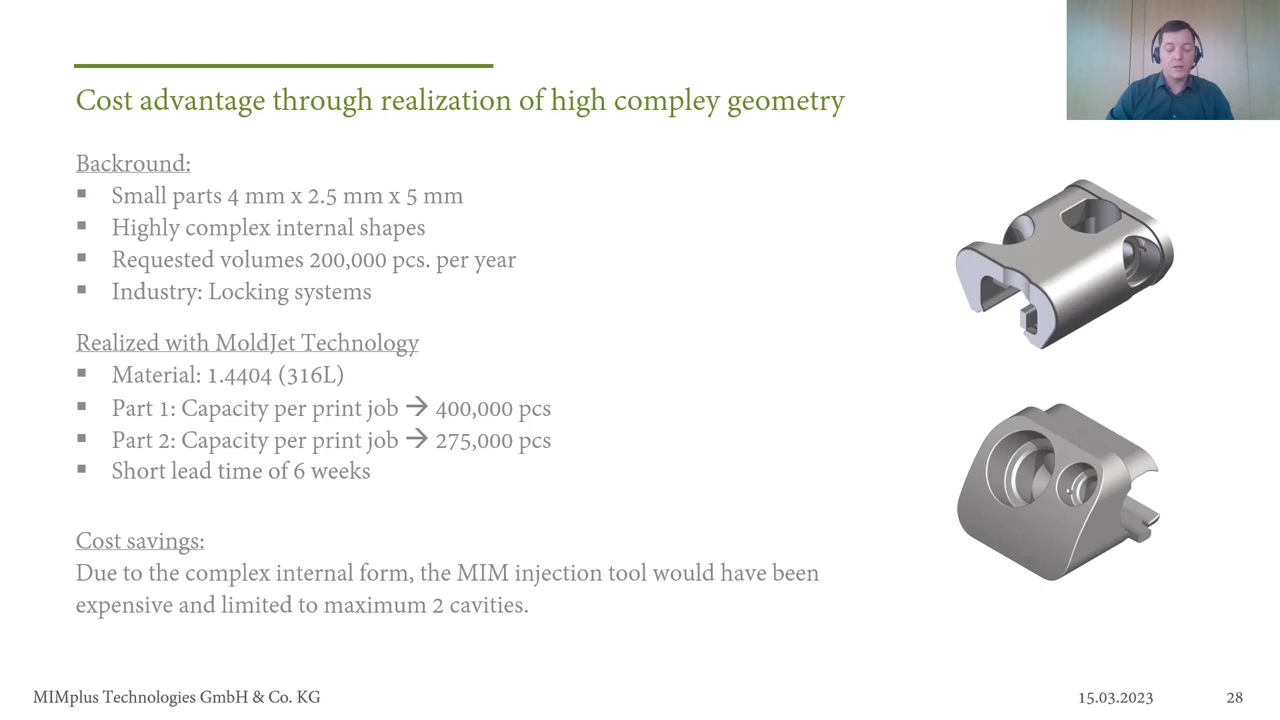 Cost advantage through realization of high compley geometry
Backround:
▪ Small parts 4 mm x 2.5 mm x 5 mm
▪ Highly complex internal shapes
▪ Requested volumes 200,000 pcs. per year
▪ Industry: Locking systems
Realized with MoldJet Technology
▪ Material: 1.4404 (316L)
▪ Part 1: Capacity per print job → 400,000 pcs
▪ Part 2: Capacity per print job → 275,000 pcs
▪ Short lead time of 6 weeks
Cost savings:
Due to the complex internal form, the MIM injection tool would have been
expensive and limited to maximum 2 cavities.
MIMplus Technologies GmbH & Co. KG
15.03.2023
28